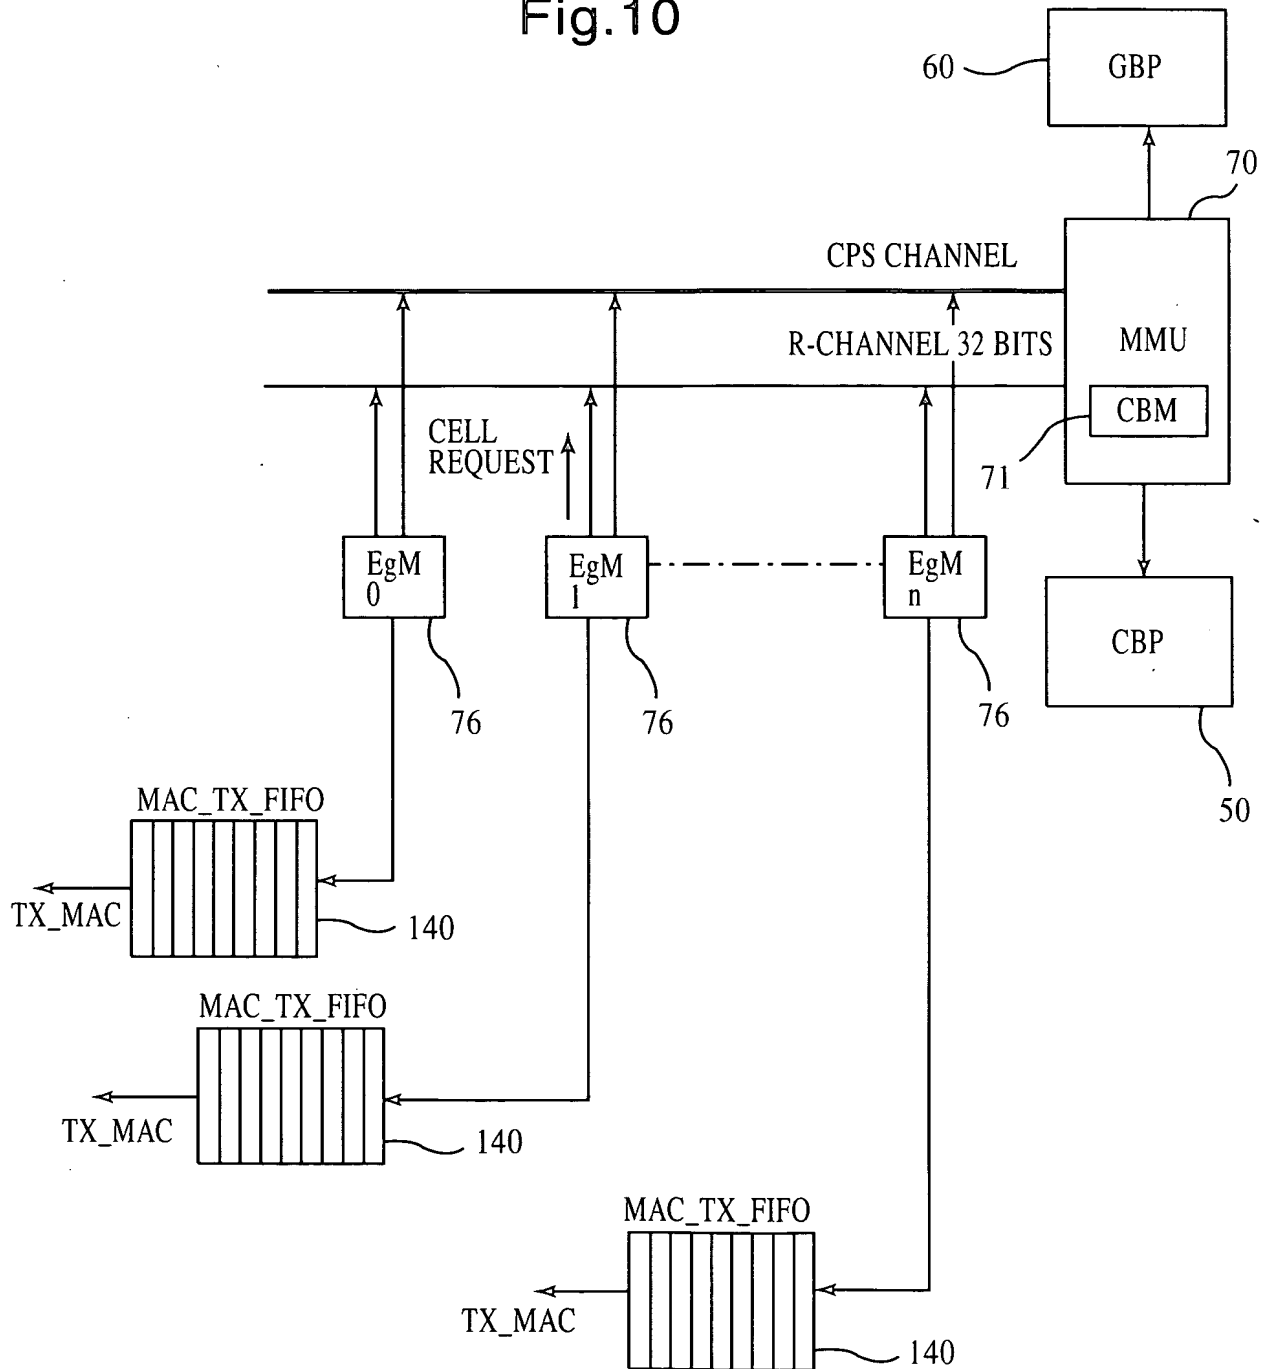 Fig.10
60
GBP
70
CPS CHANNEL
R-CHANNEL 32 BITS
MMU
CBM
CELL
REQUEST
71
EgM
0
EgM
1
EgM
n
CBP
76
76
76
50
MAC_TX_FIFO
TX_MAC
140
MAC_TX_FIFO
TX_MAC
140
MAC_TX_FIFO
TX_MAC
140